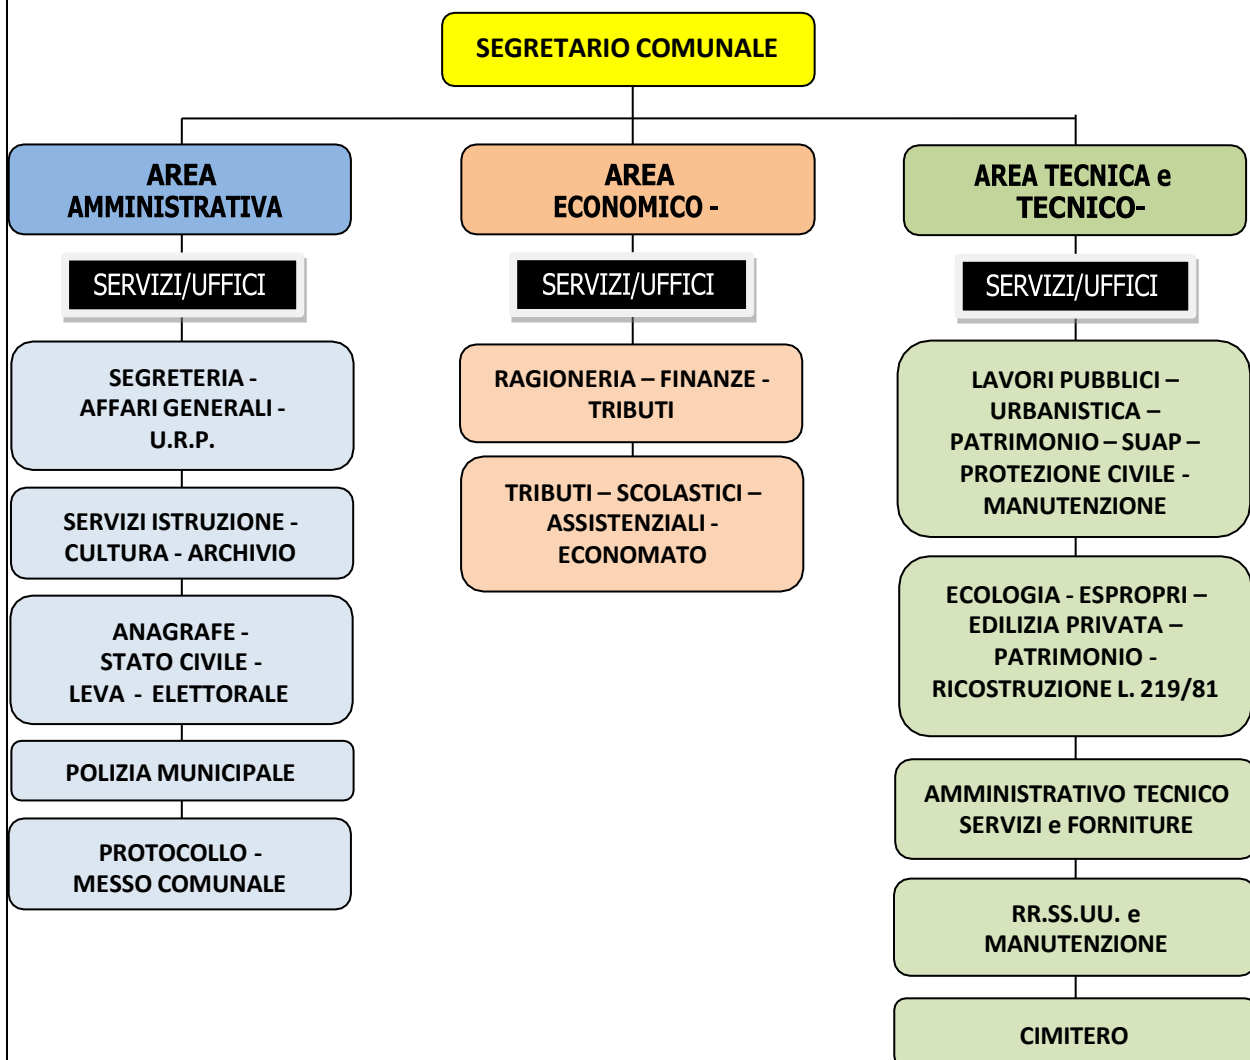 SEGRETARIO COMUNALE
AREA
AMMINISTRATIVA
SERVIZI/UFFICI
SEGRETERIA -
AFFARI GENERALI -
U.R.P.
SERVIZI ISTRUZIONE -
CULTURA - ARCHIVIO
ANAGRAFE -
STATO CIVILE -
LEVA - ELETTORALE
POLIZIA MUNICIPALE
PROTOCOLLO -
MESSO COMUNALE
AREA
ECONOMICO -
SERVIZI/UFFICI
RAGIONERIA – FINANZE -
TRIBUTI
TRIBUTI – SCOLASTICI –
ASSISTENZIALI -
ECONOMATO
AREA TECNICA e
TECNICO-
SERVIZI/UFFICI
LAVORI PUBBLICI –
URBANISTICA –
PATRIMONIO – SUAP –
PROTEZIONE CIVILE -
MANUTENZIONE
ECOLOGIA - ESPROPRI –
EDILIZIA PRIVATA –
PATRIMONIO -
RICOSTRUZIONE L. 219/81
AMMINISTRATIVO TECNICO
SERVIZI e FORNITURE
RR.SS.UU. e
MANUTENZIONE
CIMITERO